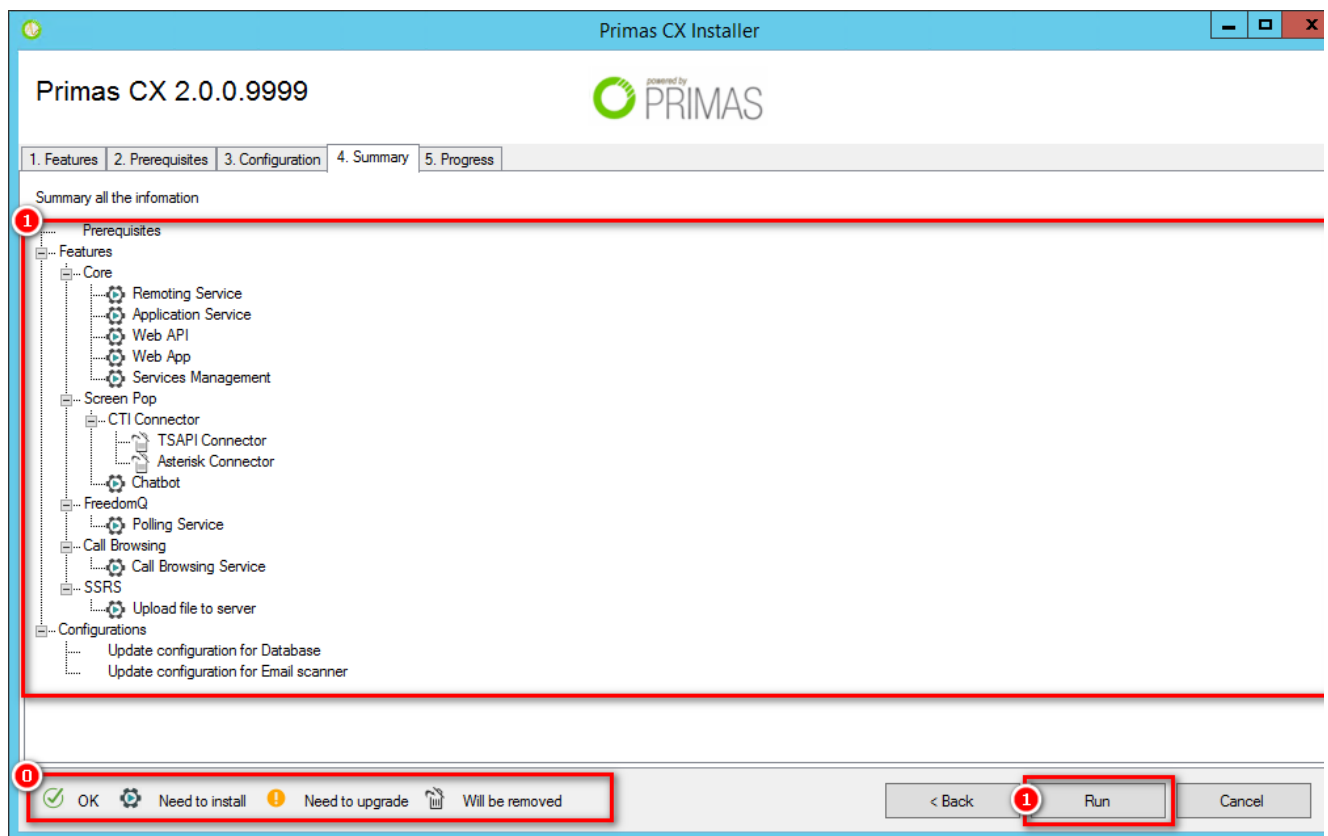 Primas CX Installer
Primas CX 2.0.0.9999
powered by
PRIMAS
1. Features 2. Prerequisites 3. Configuration 4. Summary 5. Progress
Summary all the infomation
1
Prerequisites
Features
Core
Remoting Service
Application Service
Web API
Web App
Services Management
Screen Pop
CTI Connector
TSAPI Connector
Asterisk Connector
Chatbot
FreedomQ
Polling Service
Call Browsing
Call Browsing Service
SSRS
Upload file to server
Configurations
Update configuration for Database
Update configuration for Email scanner
0
OK Need to install Need to upgrade Will be removed < Back 1 Run Cancel